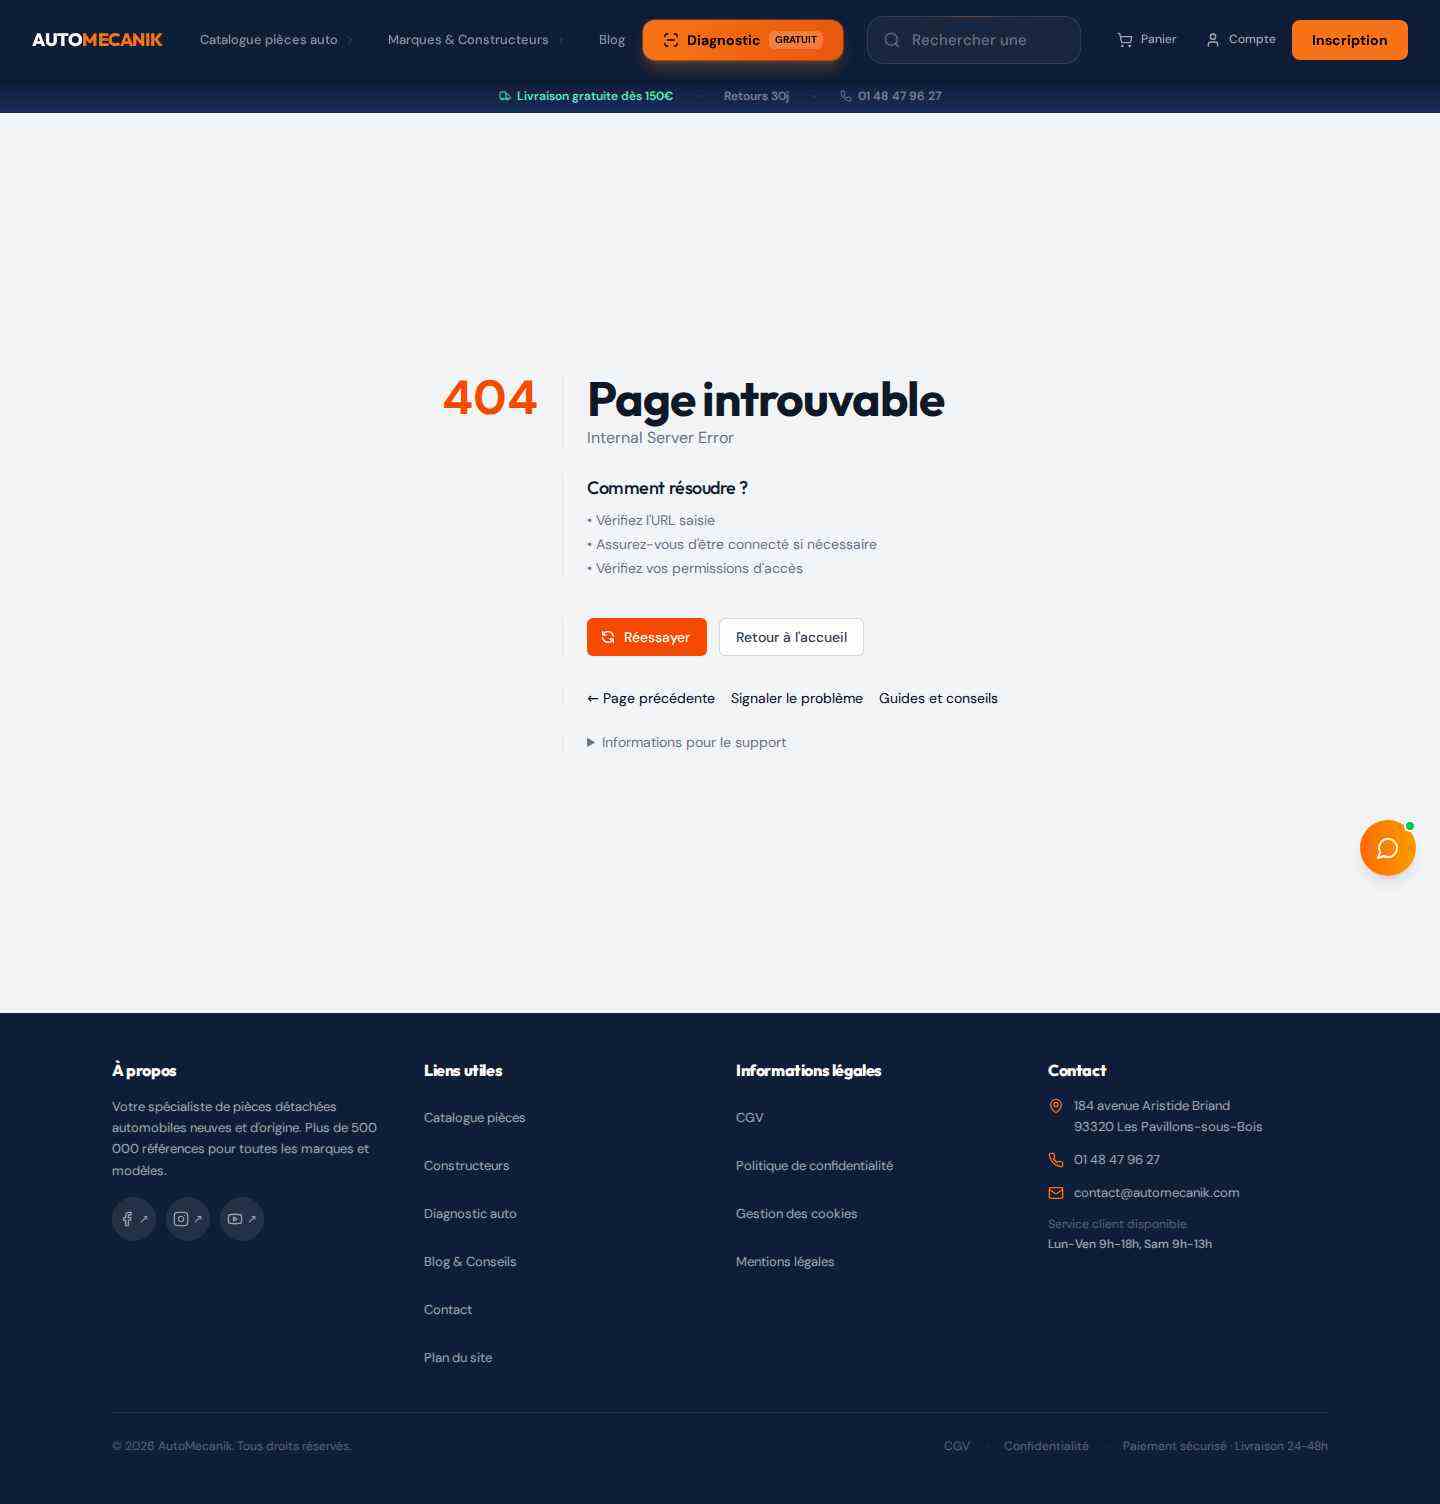 AUTOMECANIK
Catalogue pièces auto
Marques & Constructeurs
Blog
Diagnostic GRATUIT
Rechercher une
Panier
Compte
Inscription
Livraison gratuite dès 150€ · Retours 30j · 01 48 47 96 27
404
Page introuvable
Internal Server Error
Comment résoudre ?
• Vérifiez l'URL saisie
• Assurez-vous d'être connecté si nécessaire
• Vérifiez vos permissions d'accès
Réessayer
Retour à l'accueil
← Page précédente
Signaler le problème
Guides et conseils
▶ Informations pour le support
À propos
Votre spécialiste de pièces détachées
automobiles neuves et d'origine. Plus de 500
000 références pour toutes les marques et
modèles.
↗ ↗ ↗
Liens utiles
Catalogue pièces
Constructeurs
Diagnostic auto
Blog & Conseils
Contact
Plan du site
Informations légales
CGV
Politique de confidentialité
Gestion des cookies
Mentions légales
Contact
184 avenue Aristide Briand
93320 Les Pavillons-sous-Bois
01 48 47 96 27
contact@automecanik.com
Service client disponible
Lun-Ven 9h-18h, Sam 9h-13h
© 2026 AutoMecanik. Tous droits réservés.
CGV · Confidentialité · Paiement sécurisé · Livraison 24-48h